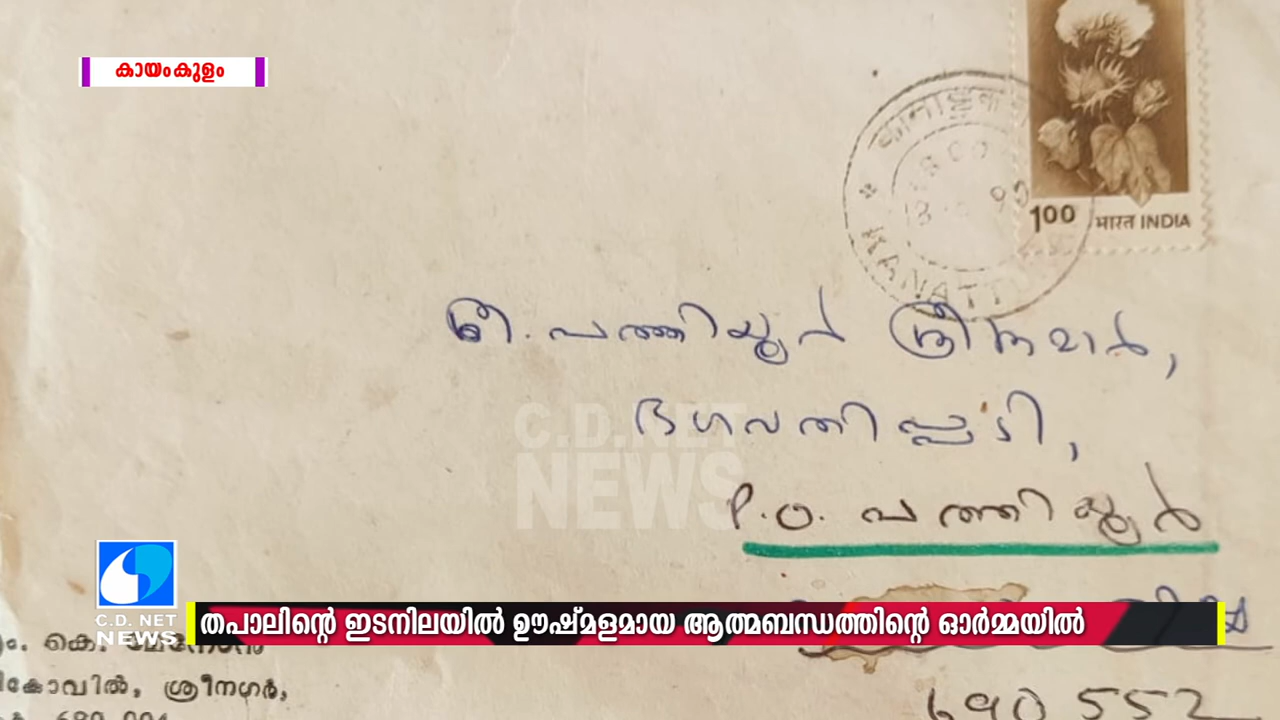 കായംകുളം
KANATT
1.00 भारत INDIA
ശ്രീ. പത്തിയൂർ ശ്രീകുമാർ,
ഭഗവതിപ്പടി,
P.O. പത്തിയൂർ
C.D.NET
NEWS
C. D. NET
NEWS
തപാലിന്റെ ഇടനിലയിൽ ഊഷ്മളമായ ആത്മബന്ധത്തിന്റെ ഓർമ്മയിൽ
കെ. മേനോൻ
കോവിൽ, ശ്രീനഗർ,
690 552